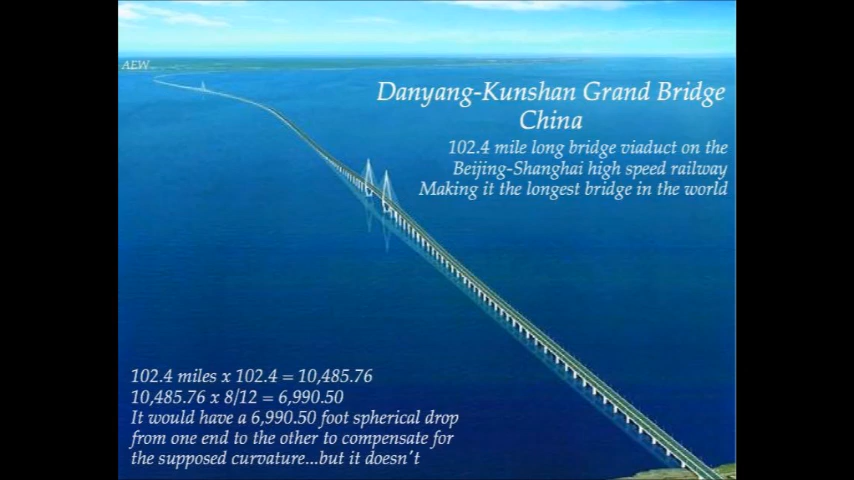 AEW
Danyang-Kunshan Grand Bridge
China
102.4 mile long bridge viaduct on the
Beijing-Shanghai high speed railway
Making it the longest bridge in the world
102.4 miles x 102.4 = 10,485.76
10,485.76 x 8/12 = 6,990.50
It would have a 6,990.50 foot spherical drop
from one end to the other to compensate for
the supposed curvature...but it doesn't